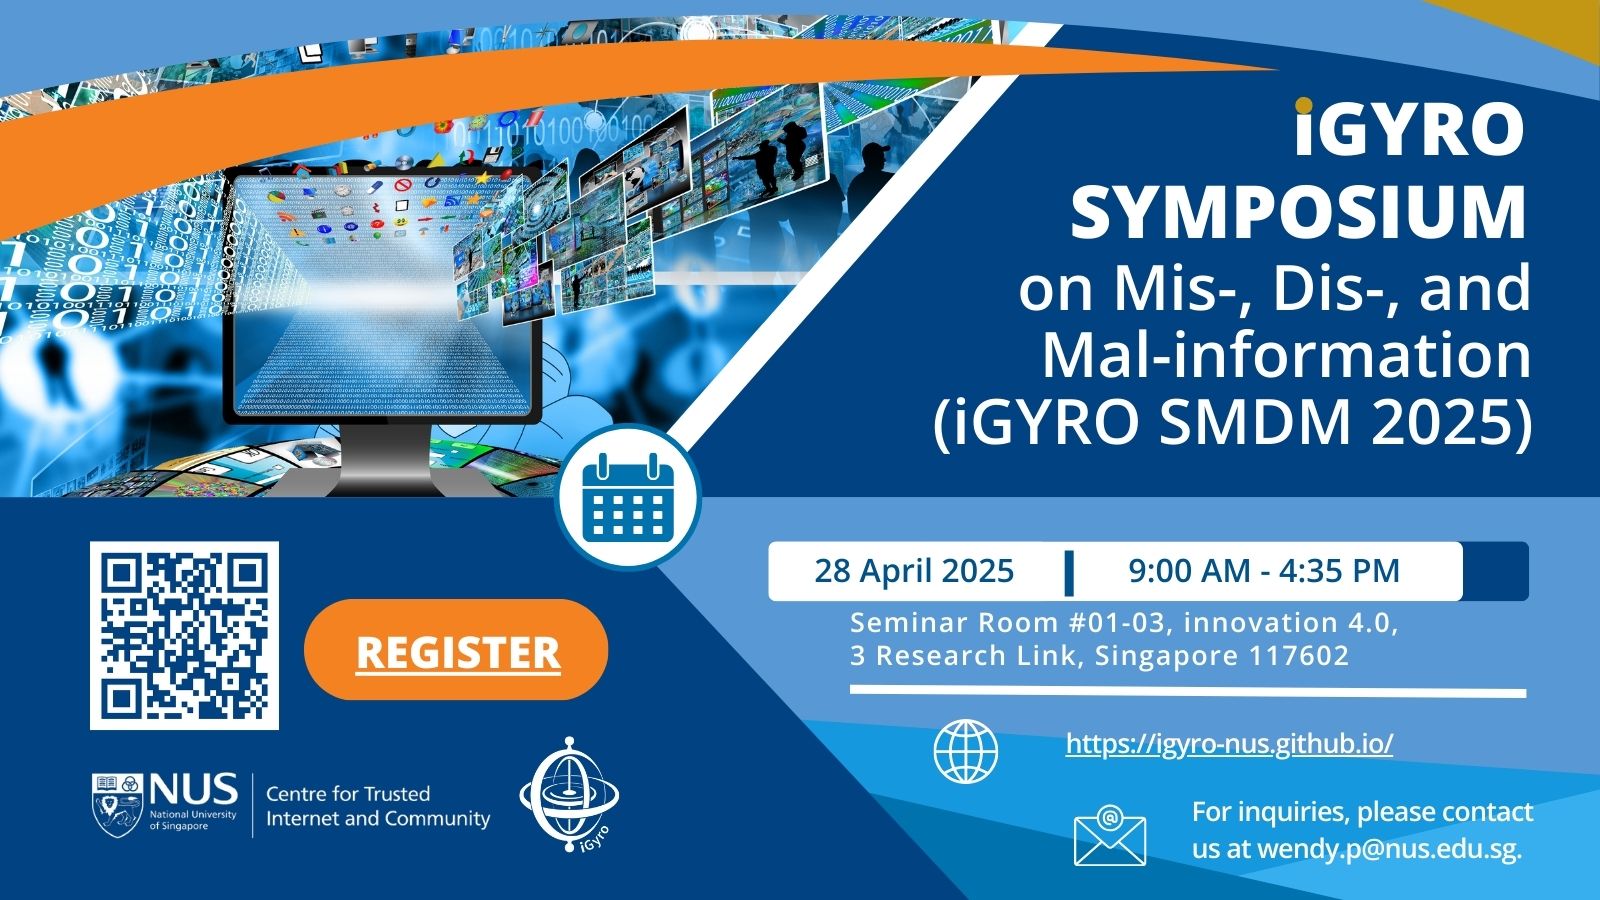 iGYRO
SYMPOSIUM
on Mis-, Dis-, and
Mal-information
(iGYRO SMDM 2025)
28 April 2025 | 9:00 AM - 4:35 PM
Seminar Room #01-03, innovation 4.0,
3 Research Link, Singapore 117602
REGISTER
https://igyro-nus.github.io/
For inquiries, please contact
us at wendy.p@nus.edu.sg.
NUS
National University
of Singapore
Centre for Trusted
Internet and Community
iGyro